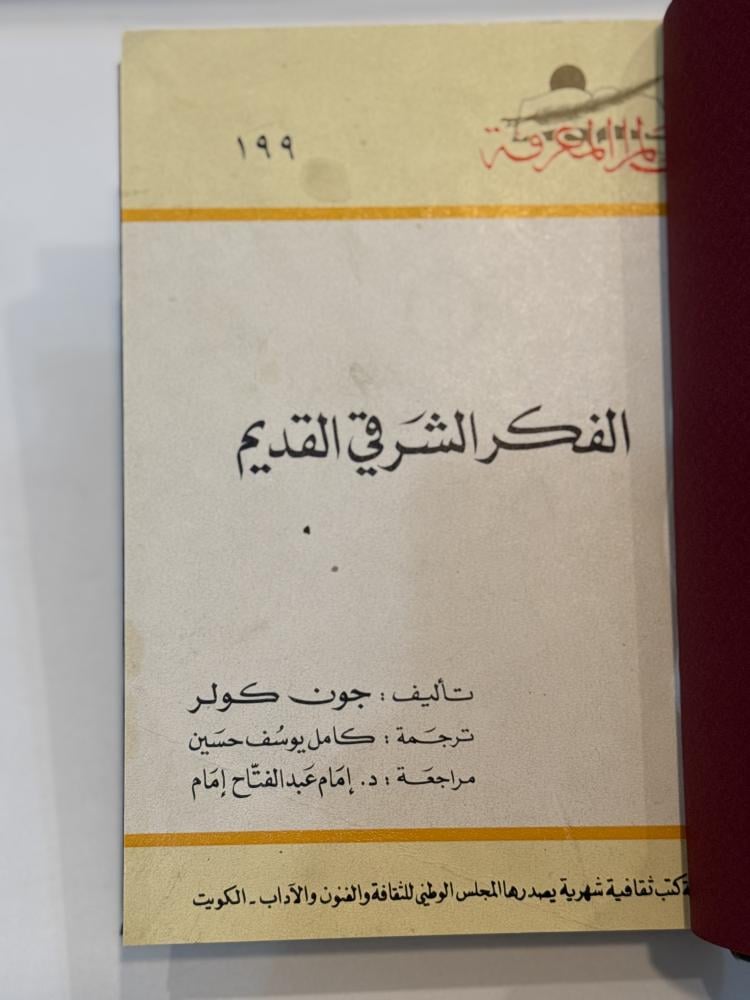 المعرفة
١٩٩
الفكر الشرقي القديم
تأليف : جون كولر
ترجمة : كامل يوسف حسين
مراجعة : د. إمام عبد الفتاح إمام
كتب ثقافية شهرية يصدرها المجلس الوطني للثقافة والفنون والآداب - الكويت